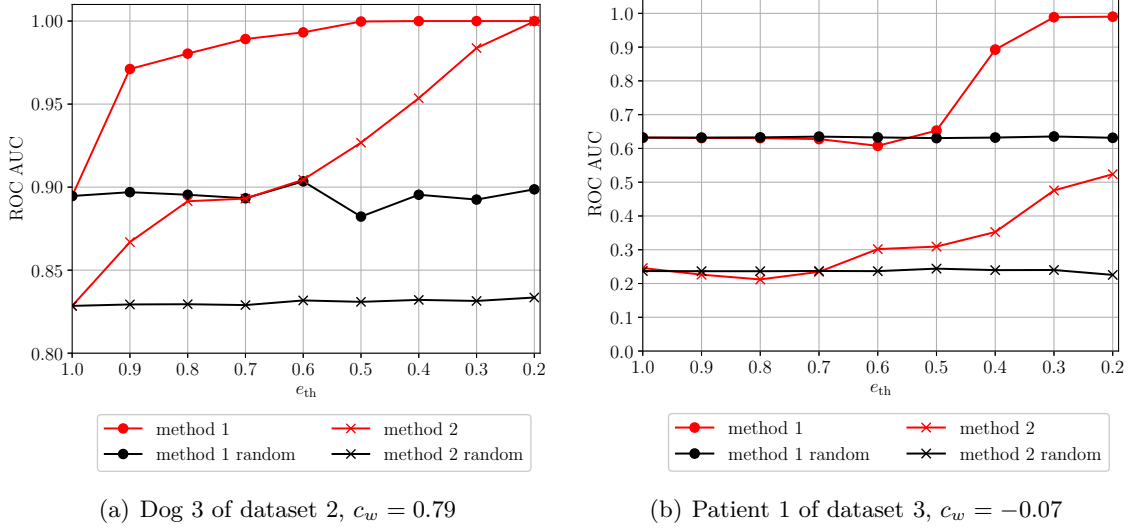 1.00
0.95
0.90
0.85
0.80
ROC AUC
1.0 0.9 0.8 0.7 0.6 0.5 0.4 0.3 0.2
e_th
method 1 method 2
method 1 random method 2 random
(a) Dog 3 of dataset 2, c_w = 0.79
1.0
0.9
0.8
0.7
0.6
0.5
0.4
0.3
0.2
0.1
0.0
ROC AUC
1.0 0.9 0.8 0.7 0.6 0.5 0.4 0.3 0.2
e_th
method 1 method 2
method 1 random method 2 random
(b) Patient 1 of dataset 3, c_w = −0.07